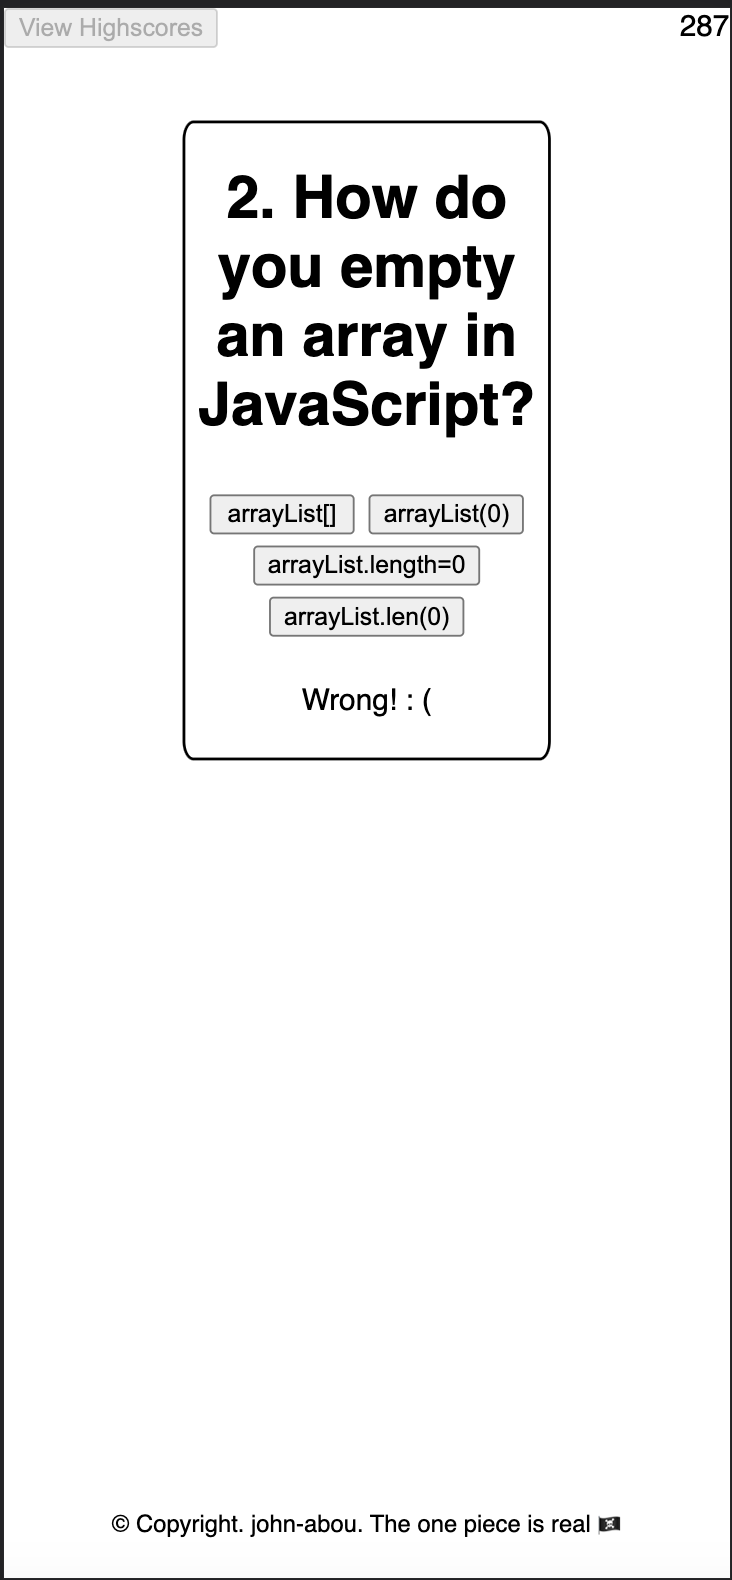 View Highscores
287
2. How do
you empty
an array in
JavaScript?
arrayList[] arrayList(0)
arrayList.length=0
arrayList.len(0)
Wrong! : (
© Copyright. john-abou. The one piece is real 🏴‍☠️